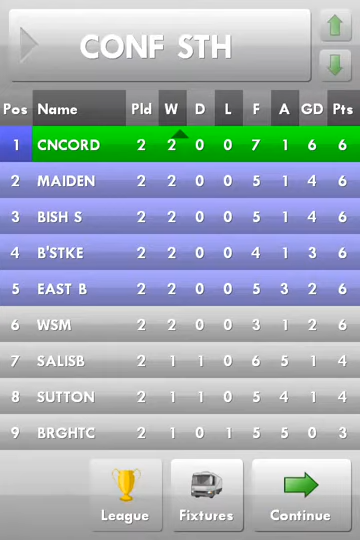 CONF STH
Pos Name Pld W D L F A GD Pts
1 CNCORD 2 2 0 0 7 1 6 6
2 MAIDEN 2 2 0 0 5 1 4 6
3 BISH S 2 2 0 0 5 1 4 6
4 B'STKE 2 2 0 0 4 1 3 6
5 EAST B 2 2 0 0 5 3 2 6
6 WSM 2 2 0 0 3 1 2 6
7 SALISB 2 1 1 0 6 5 1 4
8 SUTTON 2 1 1 0 5 4 1 4
9 BRGHTC 2 1 0 1 5 5 0 3
League Fixtures Continue